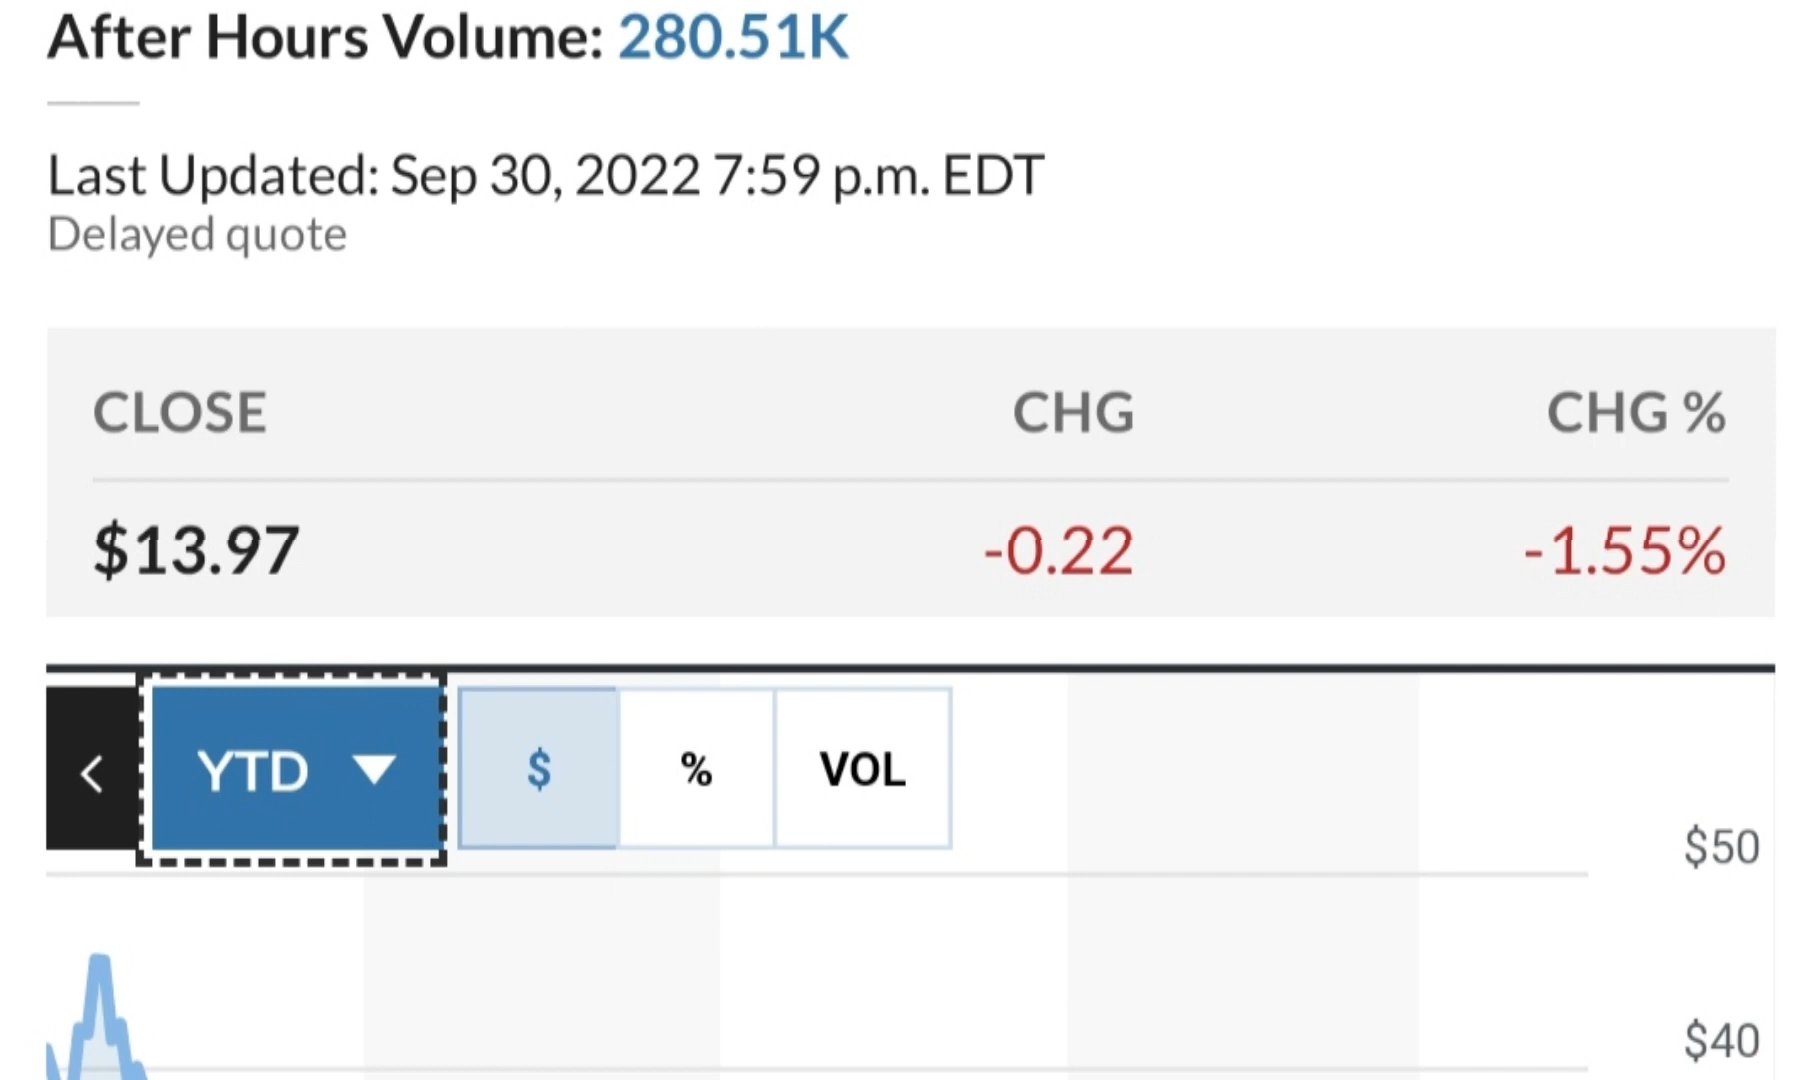 After Hours Volume: 280.51K
Last Updated: Sep 30, 2022 7:59 p.m. EDT
Delayed quote
CLOSE CHG CHG %
$13.97 -0.22 -1.55%
< YTD ▼ $ % VOL
$50
$40